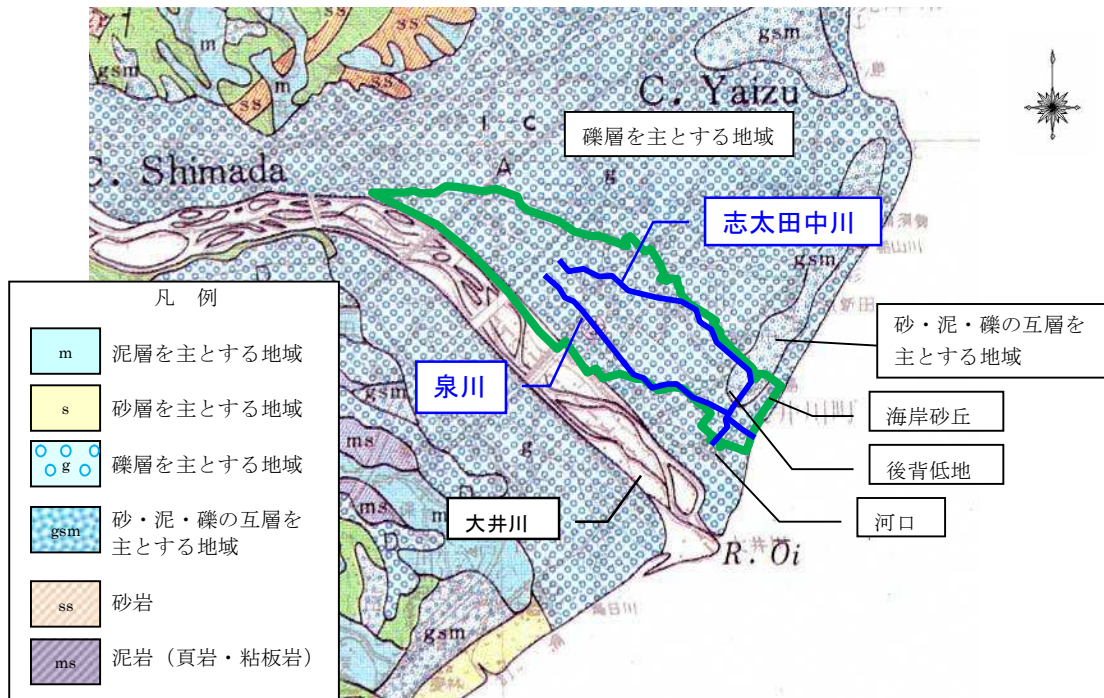 gsm
C. Yaizu
I - C
礫層を主とする地域
ss
m
gsm
ss
m
ss
C. Shimada
A
g
志太田中川
gsm
砂・泥・礫の互層を
主とする地域
泉川
海岸砂丘
後背低地
河口
大井川
R. Oi
gsm
g
ms
ms
m
gsm
凡 例
m 泥層を主とする地域
s 砂層を主とする地域
g 礫層を主とする地域
gsm 砂・泥・礫の互層を
主とする地域
ss 砂岩
ms 泥岩（頁岩・粘板岩）